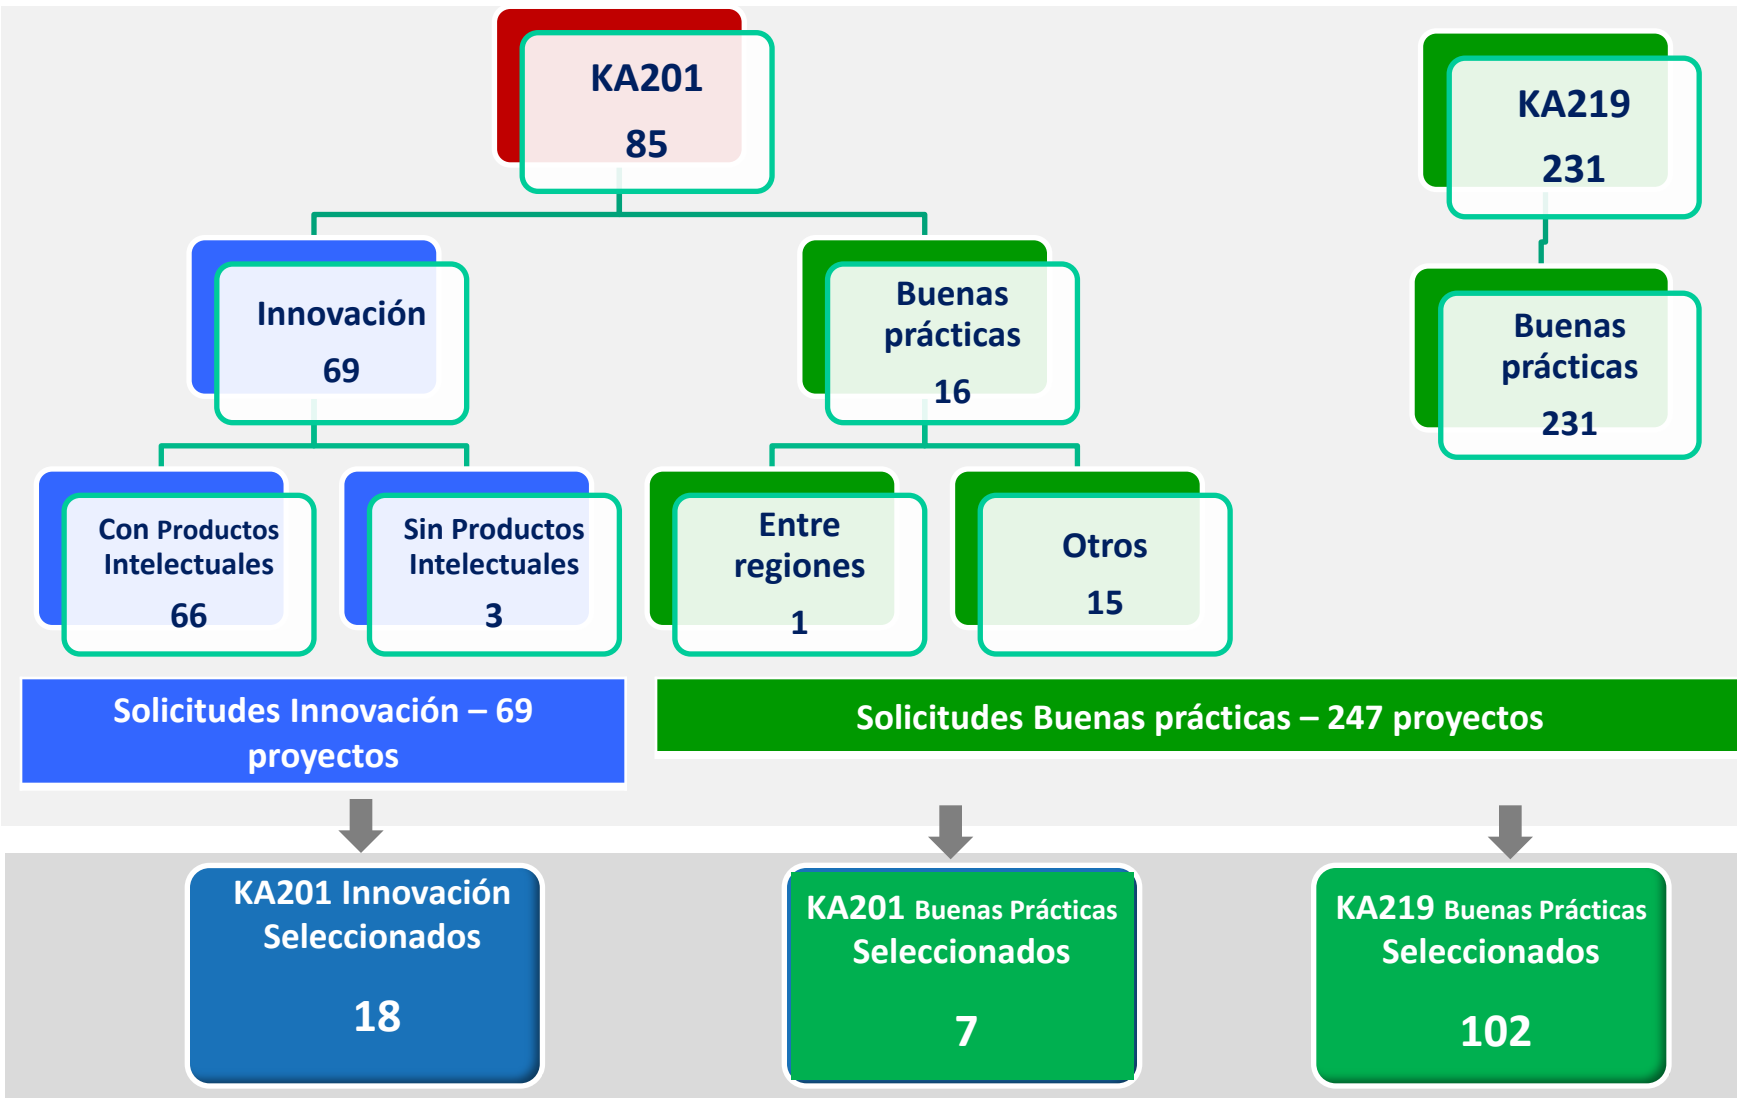 KA201
85
KA219
231
Innovación
69
Buenas
prácticas
16
Buenas
prácticas
231
Con Productos
Intelectuales
66
Sin Productos
Intelectuales
3
Entre
regiones
1
Otros
15
Solicitudes Innovación – 69
proyectos
Solicitudes Buenas prácticas – 247 proyectos
KA201 Innovación
Seleccionados
18
KA201 Buenas Prácticas
Seleccionados
7
KA219 Buenas Prácticas
Seleccionados
102